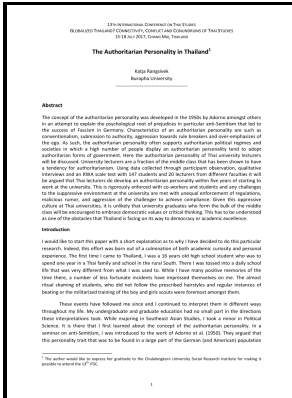 13TH INTERNATIONAL CONFERENCE ON THAI STUDIES
GLOBALIZED THAILAND? CONNECTIVITY, CONFLICT AND CONUNDRUMS OF THAI STUDIES
15-18 JULY 2017, CHIANG MAI, THAILAND
The Authoritarian Personality in Thailand1
Katja Rangsivek
Burapha University
Abstract
The concept of the authoritarian personality was developed in the 1950s by Adorno amongst others
in an attempt to explain the psychological root of prejudices in particular anti-Semitism that led to
the success of Fascism in Germany. Characteristics of an authoritarian personality are such as
conventionalism, submission to authority, aggression towards rule breakers and over-emphases of
the ego. As such, the authoritarian personality often supports authoritarian political regimes and
societies in which a high number of people display an authoritarian personality tend to adopt
authoritarian forms of government. Here the authoritarian personality of Thai university lecturers
will be discussed. University lecturers are a fraction of the middle class that has been shown to have
a tendency for authoritarianism. Using data collected through participant observation, qualitative
interviews and an RWA scale test with 147 students and 20 lecturers from different faculties it will
be argued that Thai lecturers do develop an authoritarian personality within five years of starting to
work at the university. This is rigorously enforced with co-workers and students and any challenges
to the suppressive environment at the university are met with unequal enforcement of regulations,
malicious rumor, and aggression of the challenger to achieve compliance. Given this oppressive
culture at Thai universities, it is unlikely that university graduates who form the bulk of the middle
class will be encouraged to embrace democratic values or critical thinking. This has to be understood
as one of the obstacles that Thailand is facing on its way to democracy or academic excellence.
Introduction
I would like to start this paper with a short explanation as to why I have decided to do this particular
research. Indeed, this effort was born out of a culmination of both academic curiosity and personal
experience. The first time I came to Thailand, I was a 16 years old high school student who was to
spend one year in a Thai family and school in the rural South. There I was tossed into a daily school
life that was very different from what I was used to. While I have many positive memories of the
time there, a number of less fortunate incidents have impressed themselves on me. The almost
ritual shaming of students, who did not follow the prescribed hairstyles and regular instances of
beating or the militarized training of the boy and girls scouts were foremost amongst them.
These events have followed me since and I continued to interpret them in different ways
throughout my life. My undergraduate and graduate education had no small part in the directions
these interpretations took. While majoring in Southeast Asian Studies, I took a minor in Political
Science. It is there that I first learned about the concept of the authoritarian personality. In a
seminar on anti-Semitism, I was introduced to the work of Adorno et al. (1950). They argued that
this personality trait that was to be found in a large part of the German (and American) population
1 The author would like to express her gratitude to the Chulalongkorn University Social Research Institute for making it
possible to attend the 13th ITSC.
1